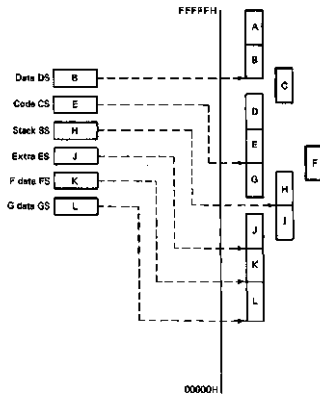 FFFFFH
A
B
Data DS B
C
Code CS E
D
Stack SS H
E
Extra ES J
F
F data FS K
G
H
G data GS L
I
J
K
L
00000H